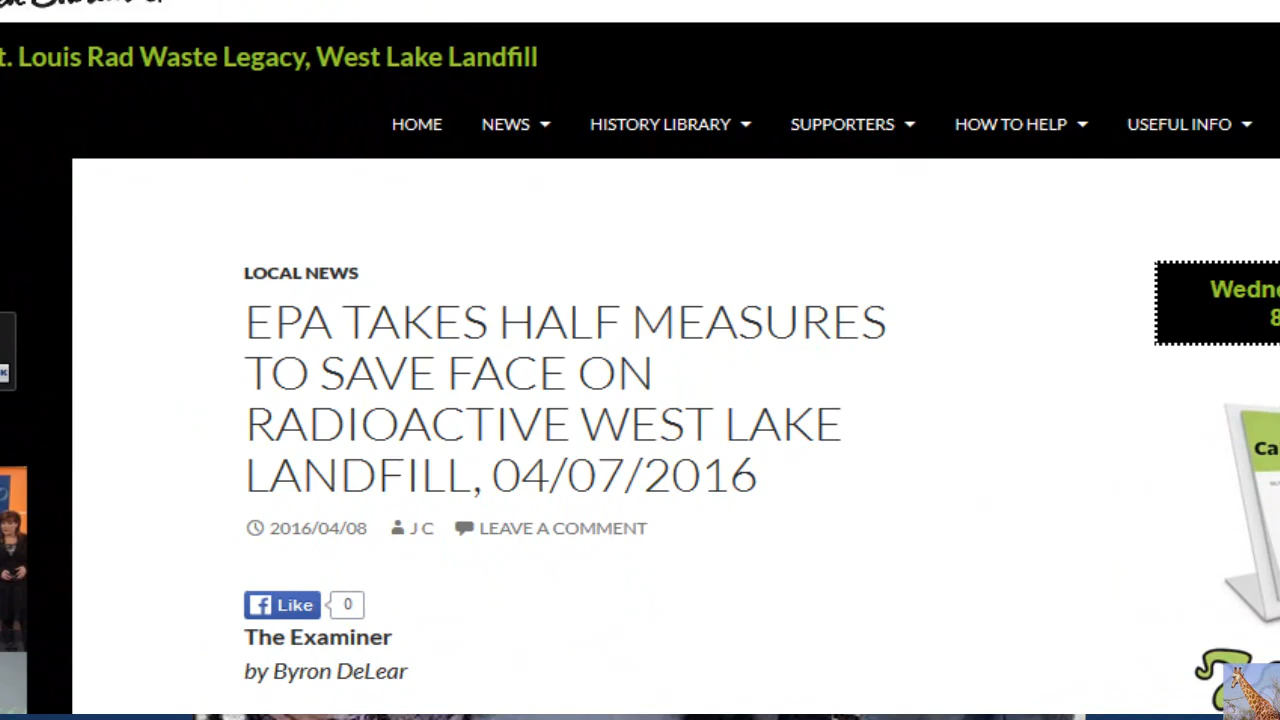 t. Louis Rad Waste Legacy, West Lake Landfill
HOME NEWS HISTORY LIBRARY SUPPORTERS HOW TO HELP USEFUL INFO
LOCAL NEWS
EPA TAKES HALF MEASURES
TO SAVE FACE ON
RADIOACTIVE WEST LAKE
LANDFILL, 04/07/2016
2016/04/08 J C LEAVE A COMMENT
Like 0
The Examiner
by Byron DeLear
Wedne
8
Ca